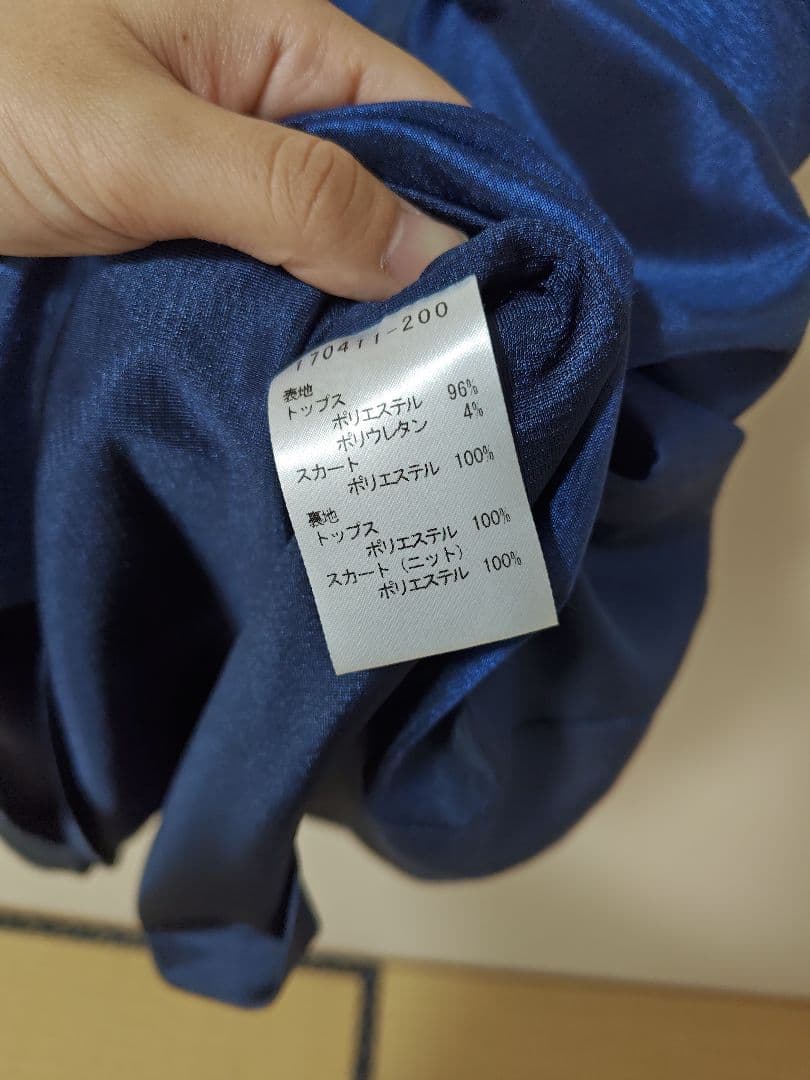 170411-200
表地
トップス
ポリエステル 96%
ポリウレタン 4%
スカート
ポリエステル 100%
裏地
トップス
ポリエステル 100%
スカート（ニット）
ポリエステル 100%